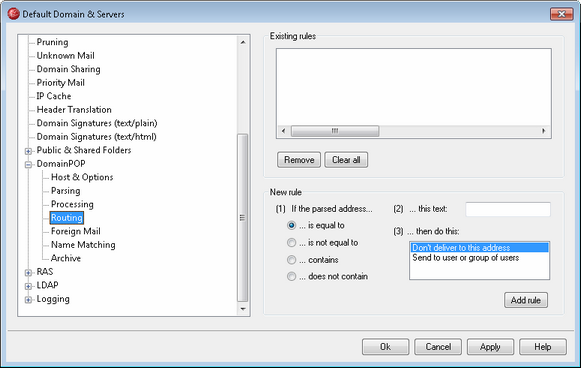 Default Domain & Servers
Pruning
Unknown Mail
Domain Sharing
Priority Mail
IP Cache
Header Translation
Domain Signatures (text/plain)
Domain Signatures (text/html)
Public & Shared Folders
DomainPOP
Host & Options
Parsing
Processing
Routing
Foreign Mail
Name Matching
Archive
RAS
LDAP
Logging
Existing rules
Remove
Clear all
New rule
(1) If the parsed address...
... is equal to
... is not equal to
... contains
... does not contain
(2) ... this text:
(3) ... then do this:
Don't deliver to this address
Send to user or group of users
Add rule
Ok
Cancel
Apply
Help